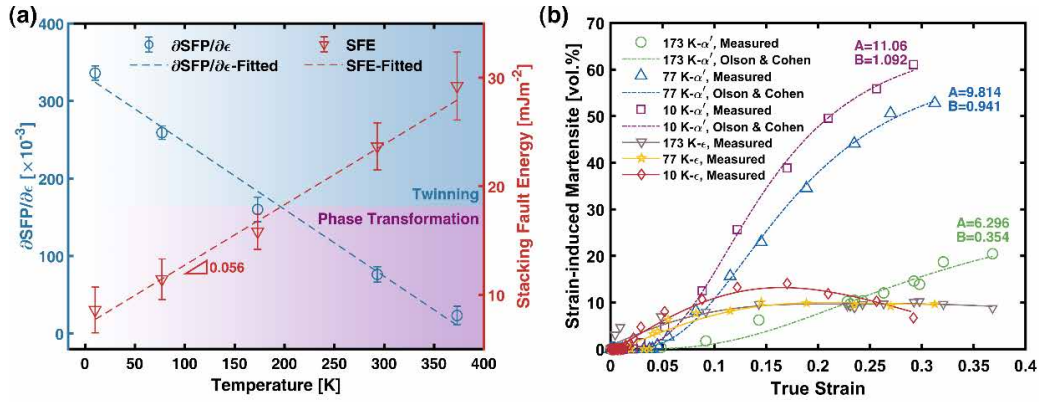 (a)
400
300
200
100
0
∂SFP/∂ϵ [×10⁻³]
∂SFP/∂ϵ
∂SFP/∂ϵ-Fitted
SFE
SFE-Fitted
Twinning
Phase Transformation
0.056
30
20
10
Stacking Fault Energy [mJm⁻²]
0 50 100 150 200 250 300 350 400
Temperature [K]
(b)
70
60
50
40
30
20
10
0
Strain-induced Martensite [vol.%]
173 K-α′, Measured
173 K-α′, Olson & Cohen
77 K-α′, Measured
77 K-α′, Olson & Cohen
10 K-α′, Measured
10 K-α′, Olson & Cohen
173 K-ϵ, Measured
77 K-ϵ, Measured
10 K-ϵ, Measured
A=11.06
B=1.092
A=9.814
B=0.941
A=6.296
B=0.354
0 0.05 0.1 0.15 0.2 0.25 0.3 0.35 0.4
True Strain